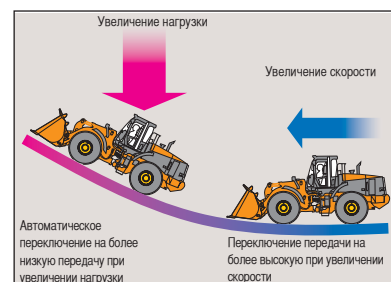 Увеличение нагрузки
Увеличение скорости
Автоматическое
переключение на более
низкую передачу при
увеличении нагрузки
Переключение передачи на
более высокую при увеличении
скорости